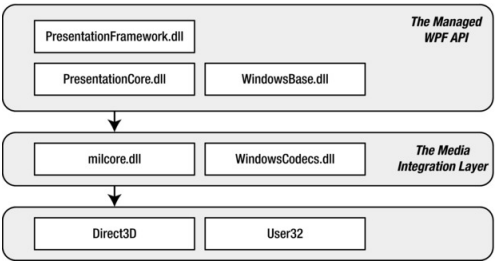 The Managed
WPF API
PresentationFramework.dll
PresentationCore.dll
WindowsBase.dll
milcore.dll
WindowsCodecs.dll
The Media
Integration Layer
Direct3D
User32